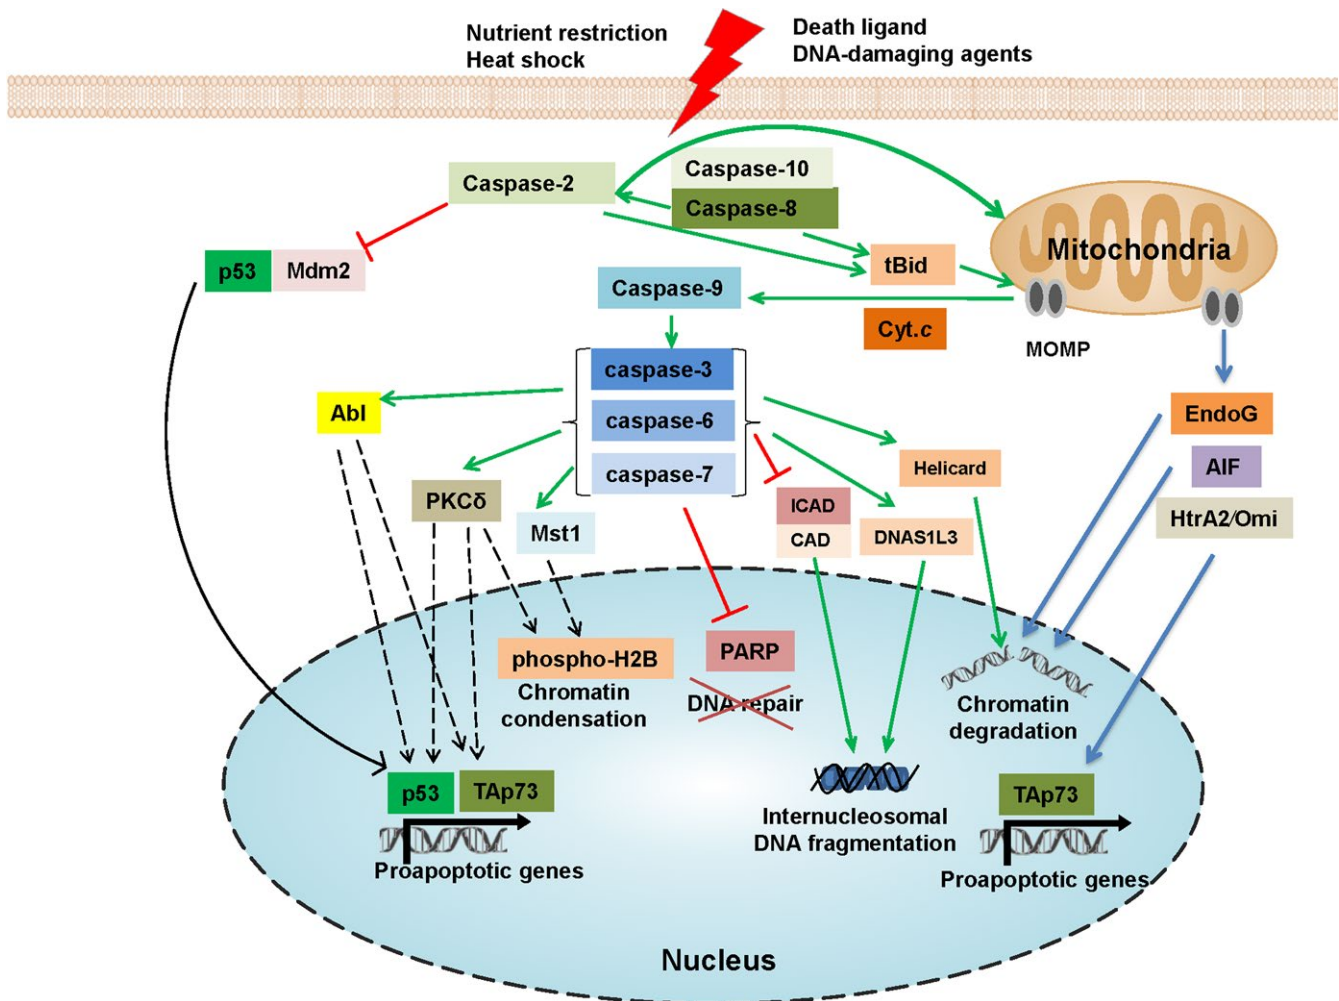 Nutrient restriction
Heat shock
Death ligand
DNA-damaging agents
Caspase-2
Caspase-10
Caspase-8
p53
Mdm2
tBid
Mitochondria
Caspase-9
Cyt.c
MOMP
caspase-3
caspase-6
caspase-7
Abl
PKCδ
Mst1
ICAD
CAD
Helicard
DNAS1L3
EndoG
AIF
HtrA2/Omi
phospho-H2B
Chromatin
condensation
PARP
DNA repair
Chromatin
degradation
p53
TAp73
Proapoptotic genes
Internucleosomal
DNA fragmentation
TAp73
Proapoptotic genes
Nucleus